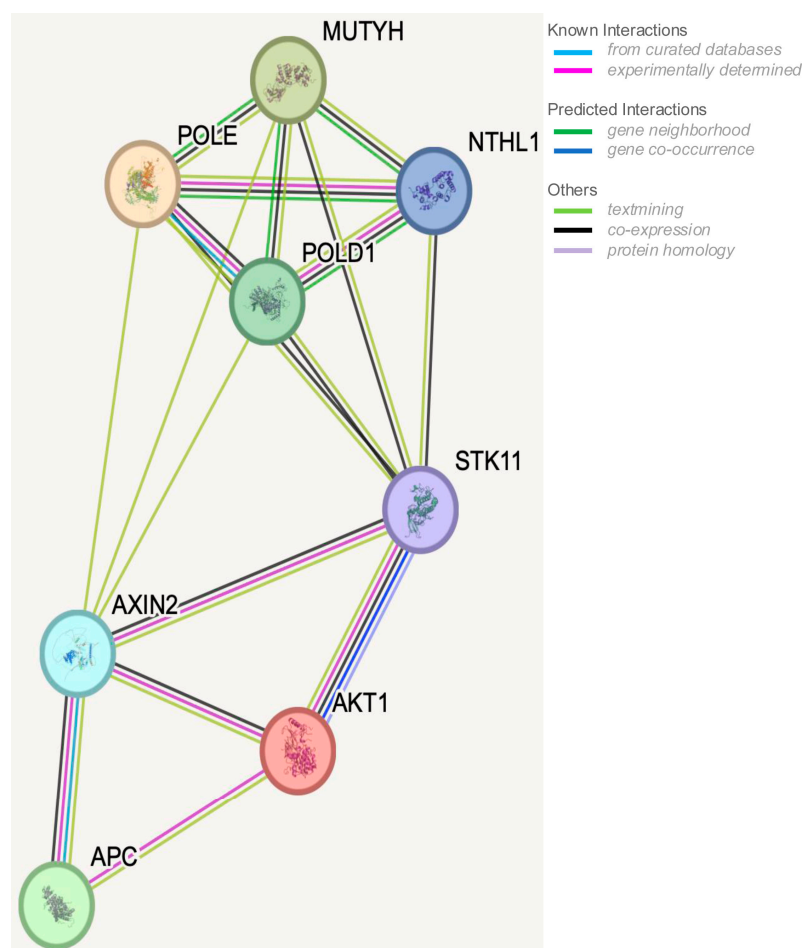 MUTYH
POLE
NTHL1
POLD1
STK11
AXIN2
AKT1
APC
Known Interactions
from curated databases
experimentally determined
Predicted Interactions
gene neighborhood
gene co-occurrence
Others
textmining
co-expression
protein homology